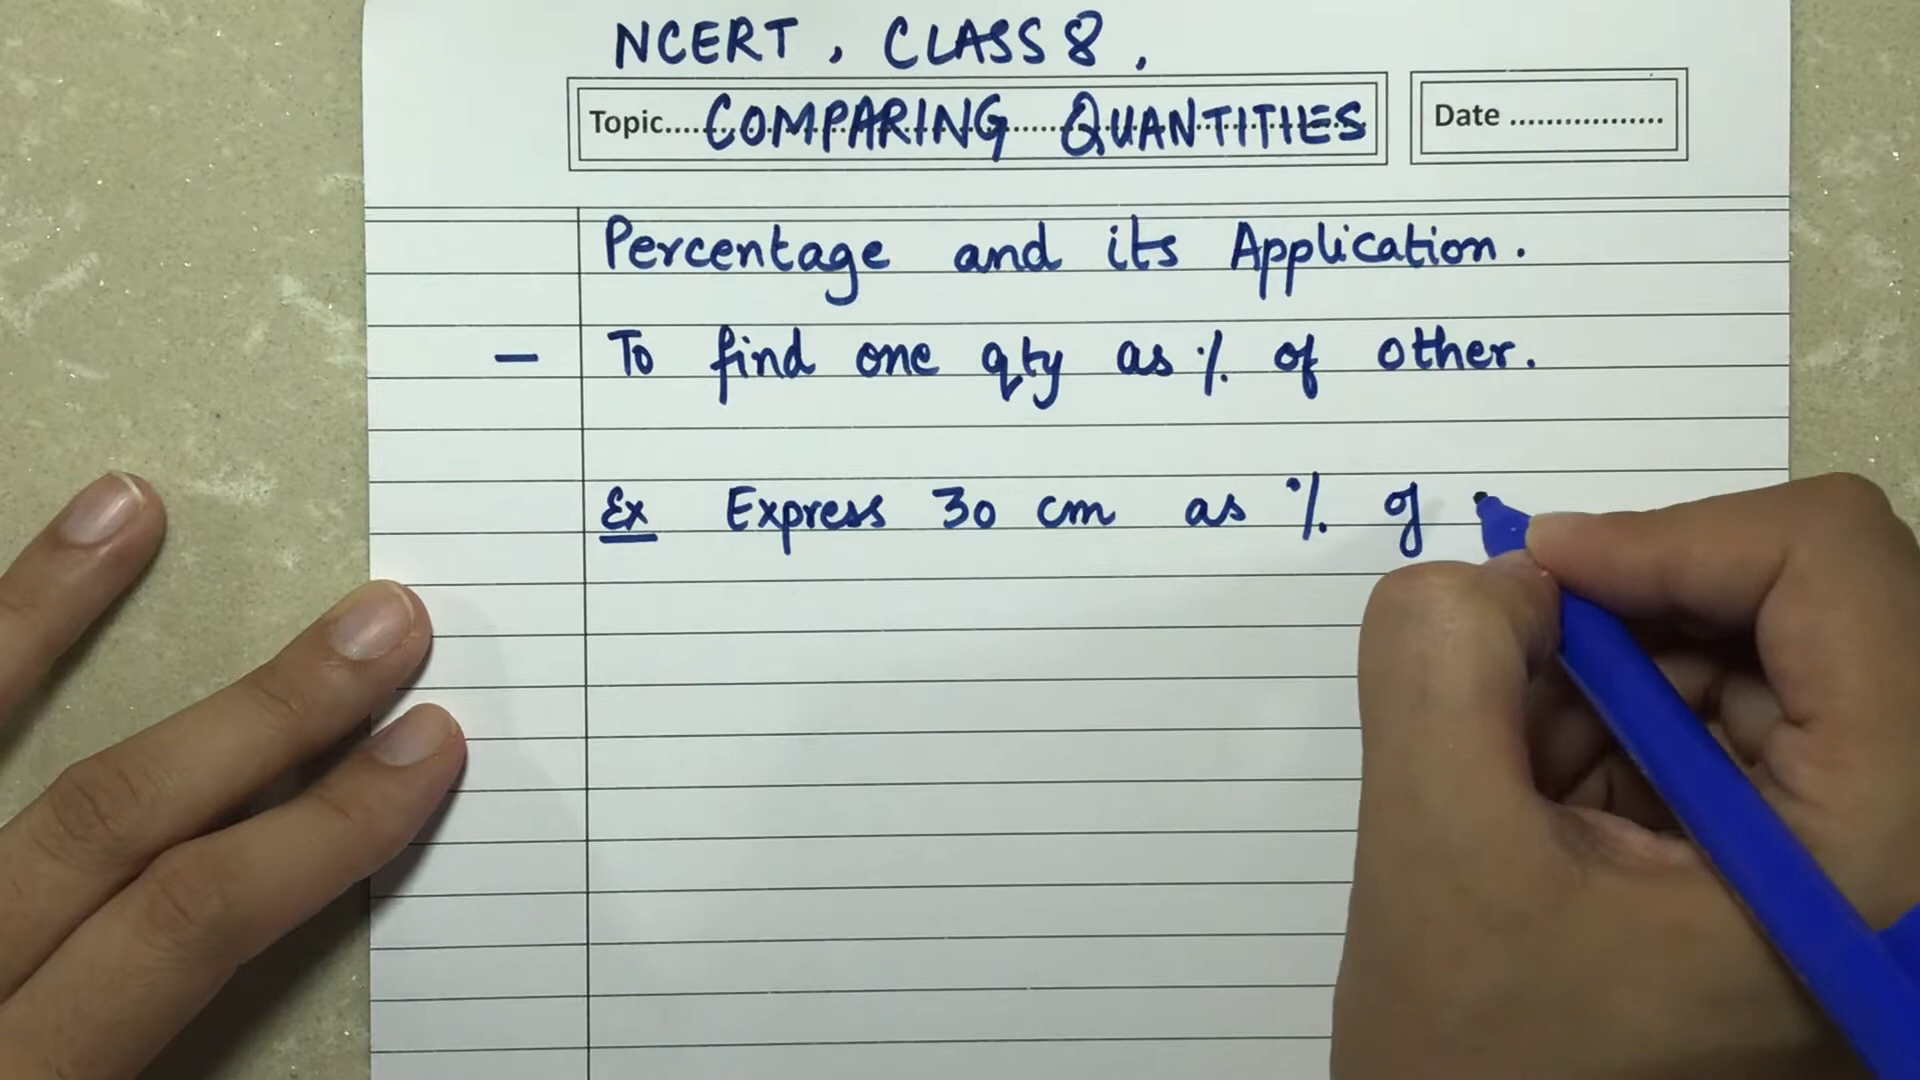 NCERT, CLASS 8,
Topic....COMPARING QUANTITIES
Date .................
Percentage and its Application.
- To find one qty as % of other.
Ex Express 30 cm as % of